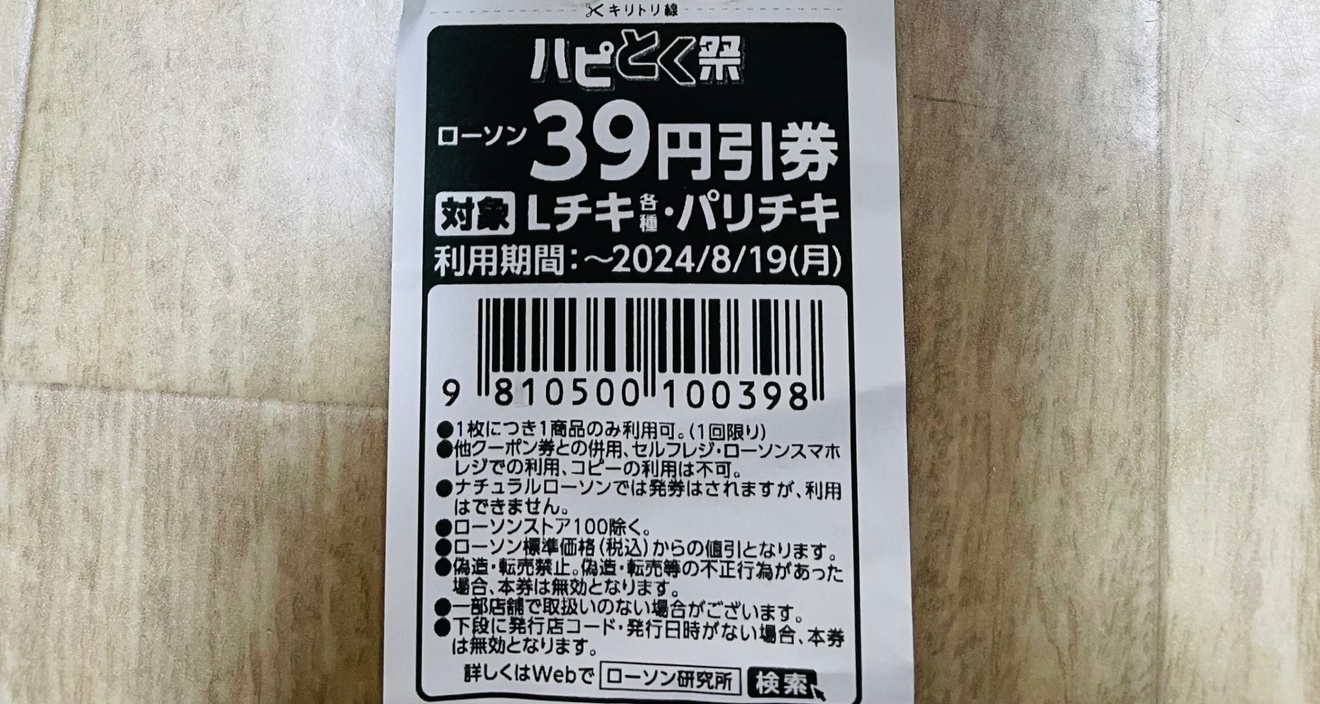 キリトリ線
ハピとく祭
ローソン39円引券
対象 Lチキ各種・パリチキ
利用期間：～2024/8/19(月)
9 810500 100398
●1枚につき1商品のみ利用可。(1回限り)
●他クーポン券との併用、セルフレジ・ローソンスマホ
レジでの利用、コピーの利用は不可。
●ナチュラルローソンでは発券はされますが、利用
はできません。
●ローソンストア100除く。
●ローソン標準価格(税込)からの値引となります。
●偽造・転売禁止。偽造・転売等の不正行為があった
場合、本券は無効となります。
●一部店舗で取扱いのない場合がございます。
●下段に発行店コード・発行日時がない場合、本券
は無効となります。
詳しくはWebで ローソン研究所 検索